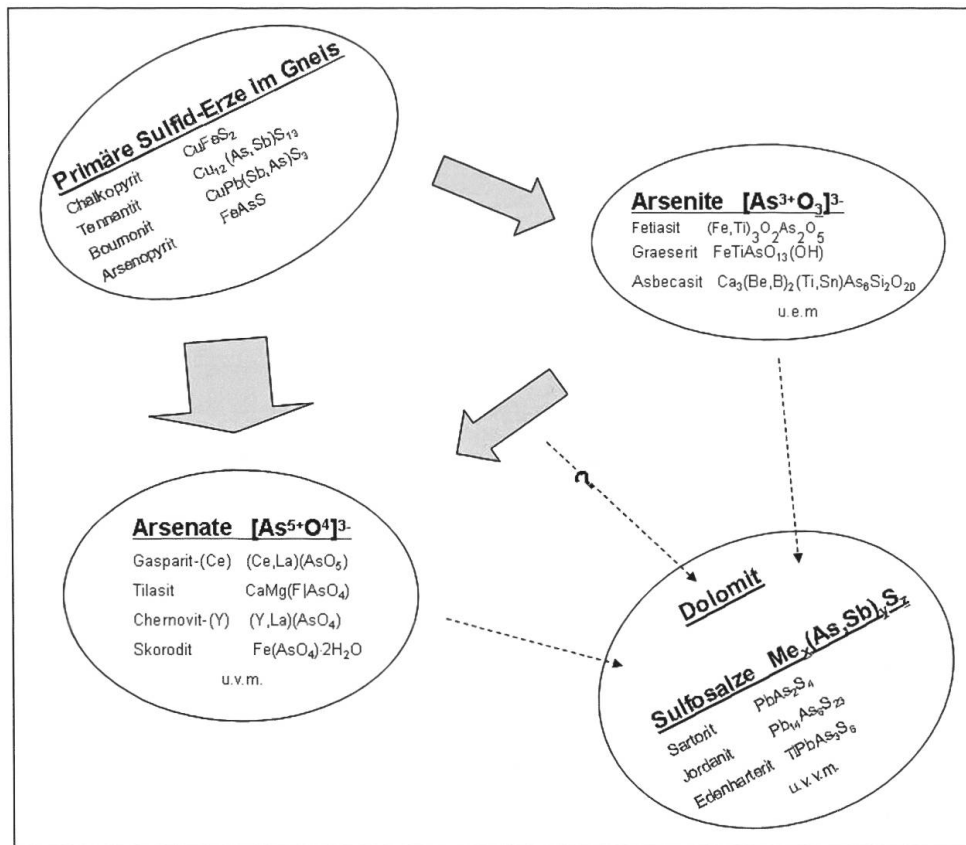 Primäre Sulfid-Erze im Gneis
Chalkopyrit CuFeS₂
Tennantit Cu₁₂(As,Sb)S₁₃
Bournonit CuPb(Sb,As)S₃
Arsenopyrit FeAsS
Arsenite [As³⁺O₃]³⁻
Fetiasit (Fe,Ti)₃O₂As₂O₅
Graeserit FeTiAsO₁₃(OH)
Asbecasit Ca₃(Be,B)₂(Ti,Sn)As₆Si₂O₂₀
u.e.m
?
Arsenate [As⁵⁺O⁴]³⁻
Gasparit-(Ce) (Ce,La)(AsO₅)
Tilasit CaMg(F|AsO₄)
Chernovit-(Y) (Y,La)(AsO₄)
Skorodit Fe(AsO₄)·2H₂O
u.v.m.
Dolomit
Sulfosalze Meₓ(As,Sb)ᵧS_z
Sartorit PbAs₂S₄
Jordanit Pb₁₄As₆S₂₃
Edenharterit TlPbAs₃S₆
u.v.v.m.